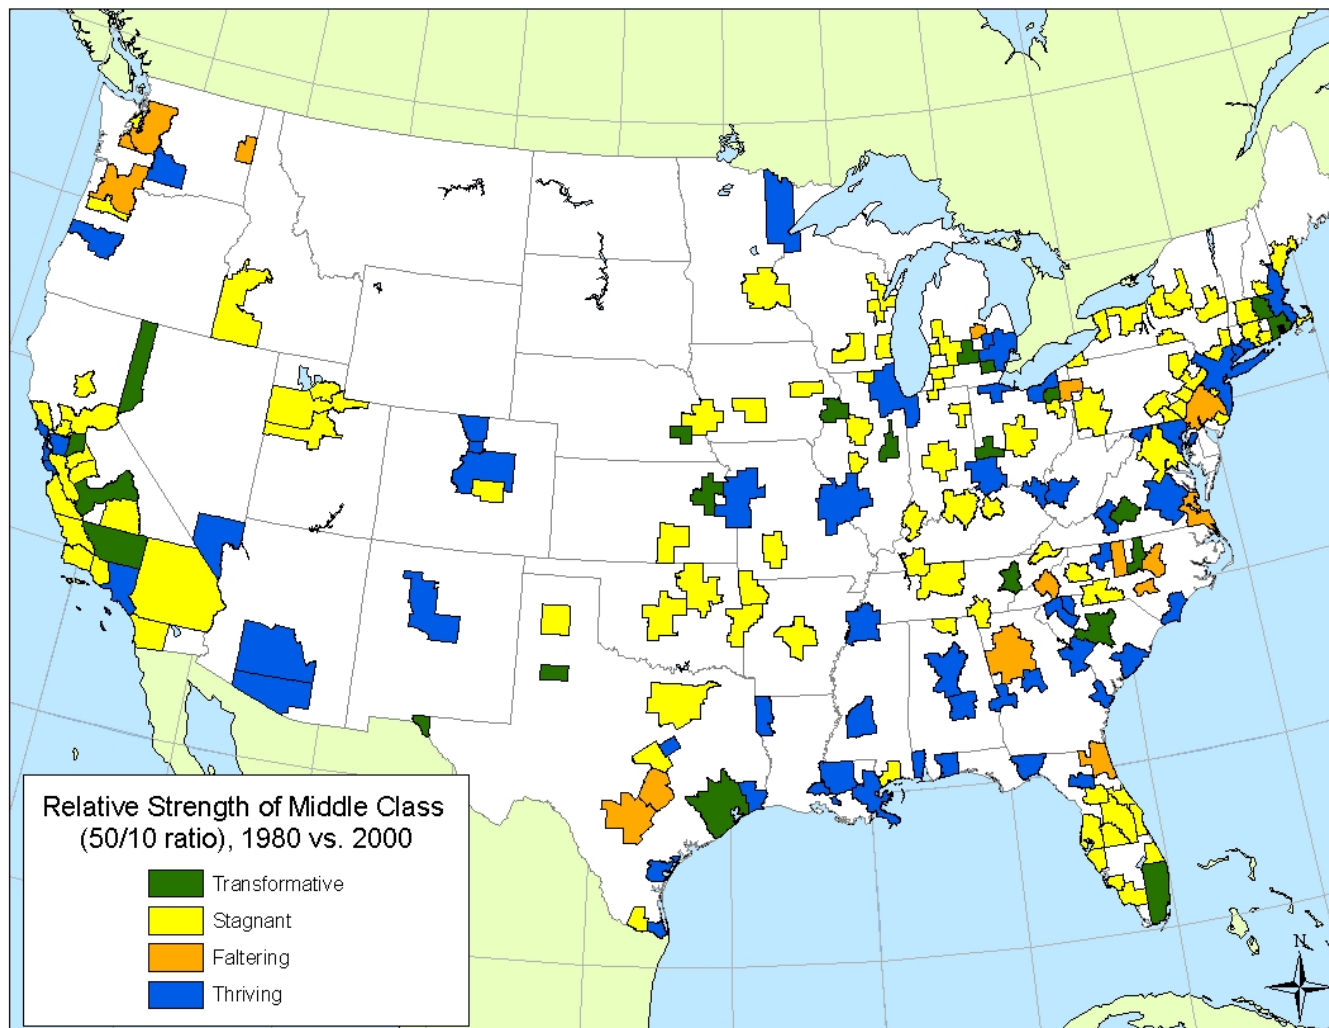 Relative Strength of Middle Class
(50/10 ratio), 1980 vs. 2000
Transformative
Stagnant
Faltering
Thriving
N